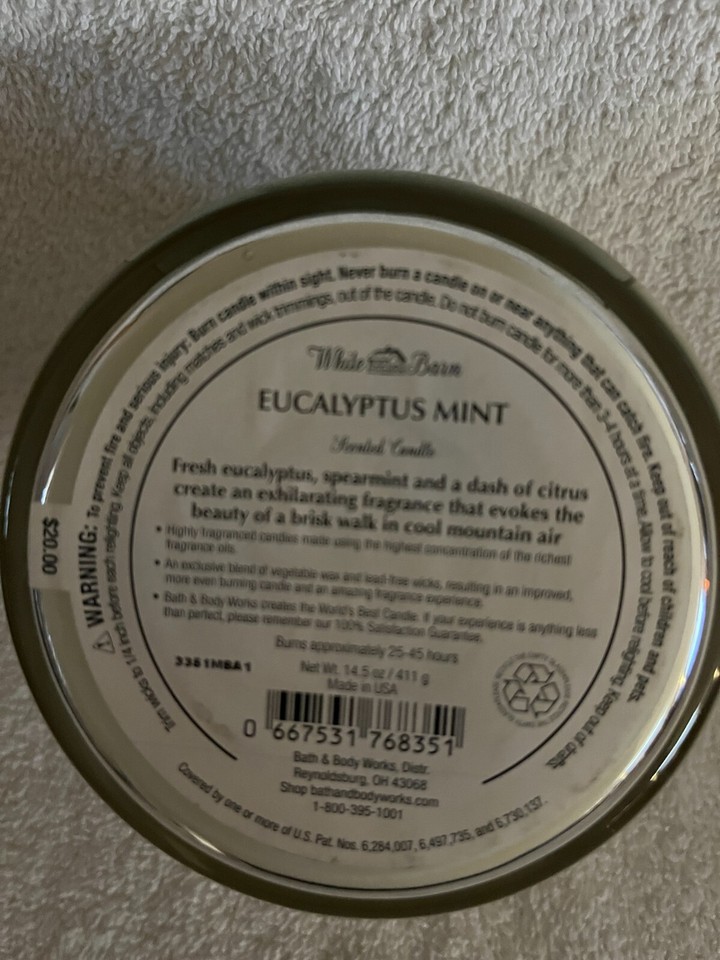 ⚠ WARNING: To prevent fire and serious injury: Burn candle within sight. Never burn a candle on or near anything that can catch fire. Keep out of reach of children and pets.
Trim wicks to 1/4 inch before each relighting. Keep all objects, including matches and wick trimmings, out of the candle. Do not burn candle for more than 3-4 hours at a time. Allow to cool before relighting. Keep out of drafts.
White Barn
EUCALYPTUS MINT
Scented Candle
Fresh eucalyptus, spearmint and a dash of citrus
create an exhilarating fragrance that evokes the
beauty of a brisk walk in cool mountain air
• Highly fragranced candles made using the highest concentration of the richest
fragrance oils.
• An exclusive blend of vegetable wax and lead-free wicks, resulting in an improved,
more even burning candle and an amazing fragrance experience.
• Bath & Body Works creates the World's Best Candle. If your experience is anything less
than perfect, please remember our 100% Satisfaction Guarantee.
Burns approximately 25-45 hours
3381MBA1
Net Wt. 14.5 oz / 411 g
Made in USA
0 667531 768351
Bath & Body Works, Distr.
Reynoldsburg, OH 43068
Shop bathandbodyworks.com
1-800-395-1001
Covered by one or more of U.S. Pat. Nos. 6,284,007, 6,497,735, and 6,730,137.
$20.00